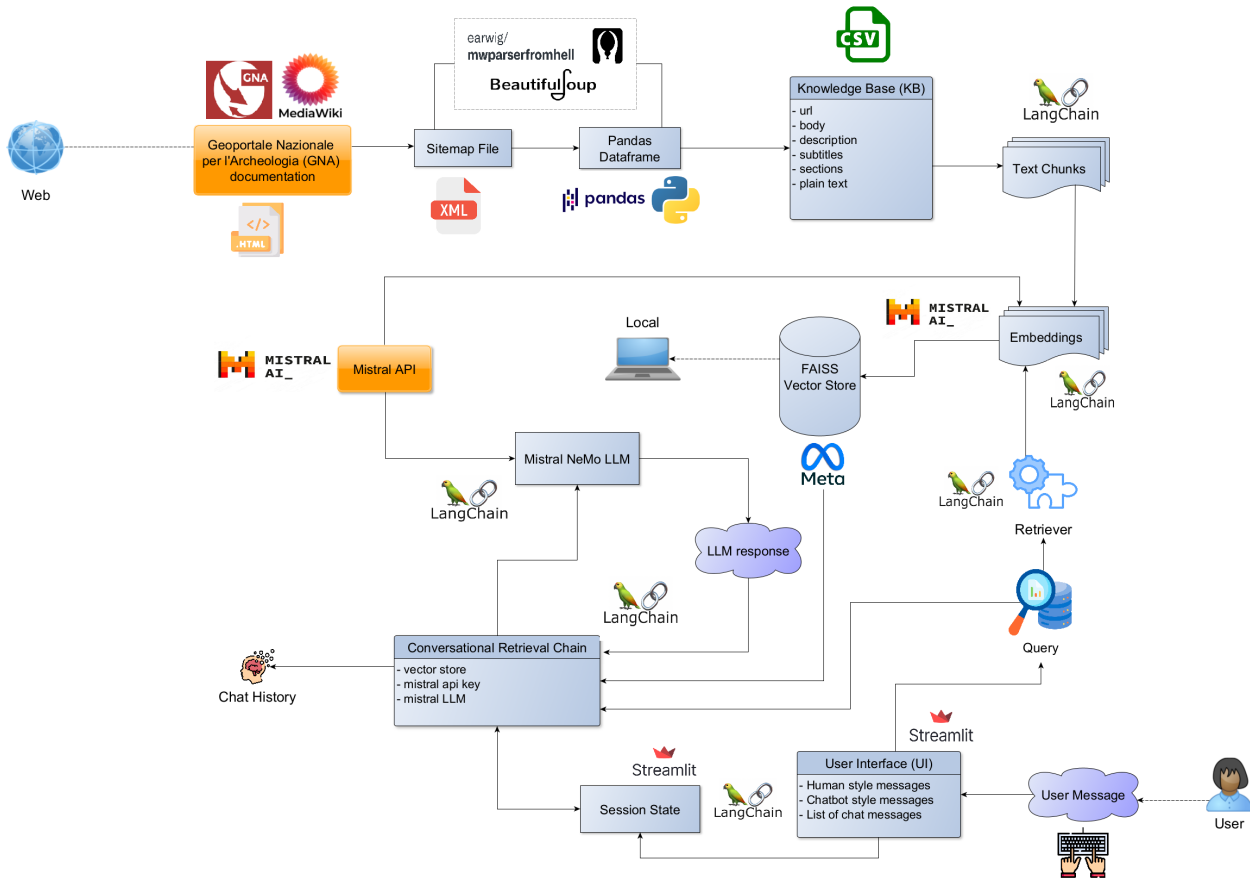 earwig/
mwparserfromhell
BeautifulSoup
CSV
GNA
MediaWiki
Knowledge Base (KB)
- url
- body
- description
- subtitles
- sections
- plain text
LangChain
Geoportale Nazionale
per l'Archeologia (GNA)
documentation
Sitemap File
Pandas
Dataframe
Text Chunks
Web
</>
.HTML
XML
pandas
MISTRAL
AI_
Local
Embeddings
MISTRAL
AI_
Mistral API
FAISS
Vector Store
LangChain
Mistral NeMo LLM
Meta
LangChain
LangChain
Retriever
LLM response
LangChain
Query
Conversational Retrieval Chain
- vector store
- mistral api key
- mistral LLM
Chat History
Streamlit
Streamlit
User Interface (UI)
- Human style messages
- Chatbot style messages
- List of chat messages
Session State
LangChain
User Message
User